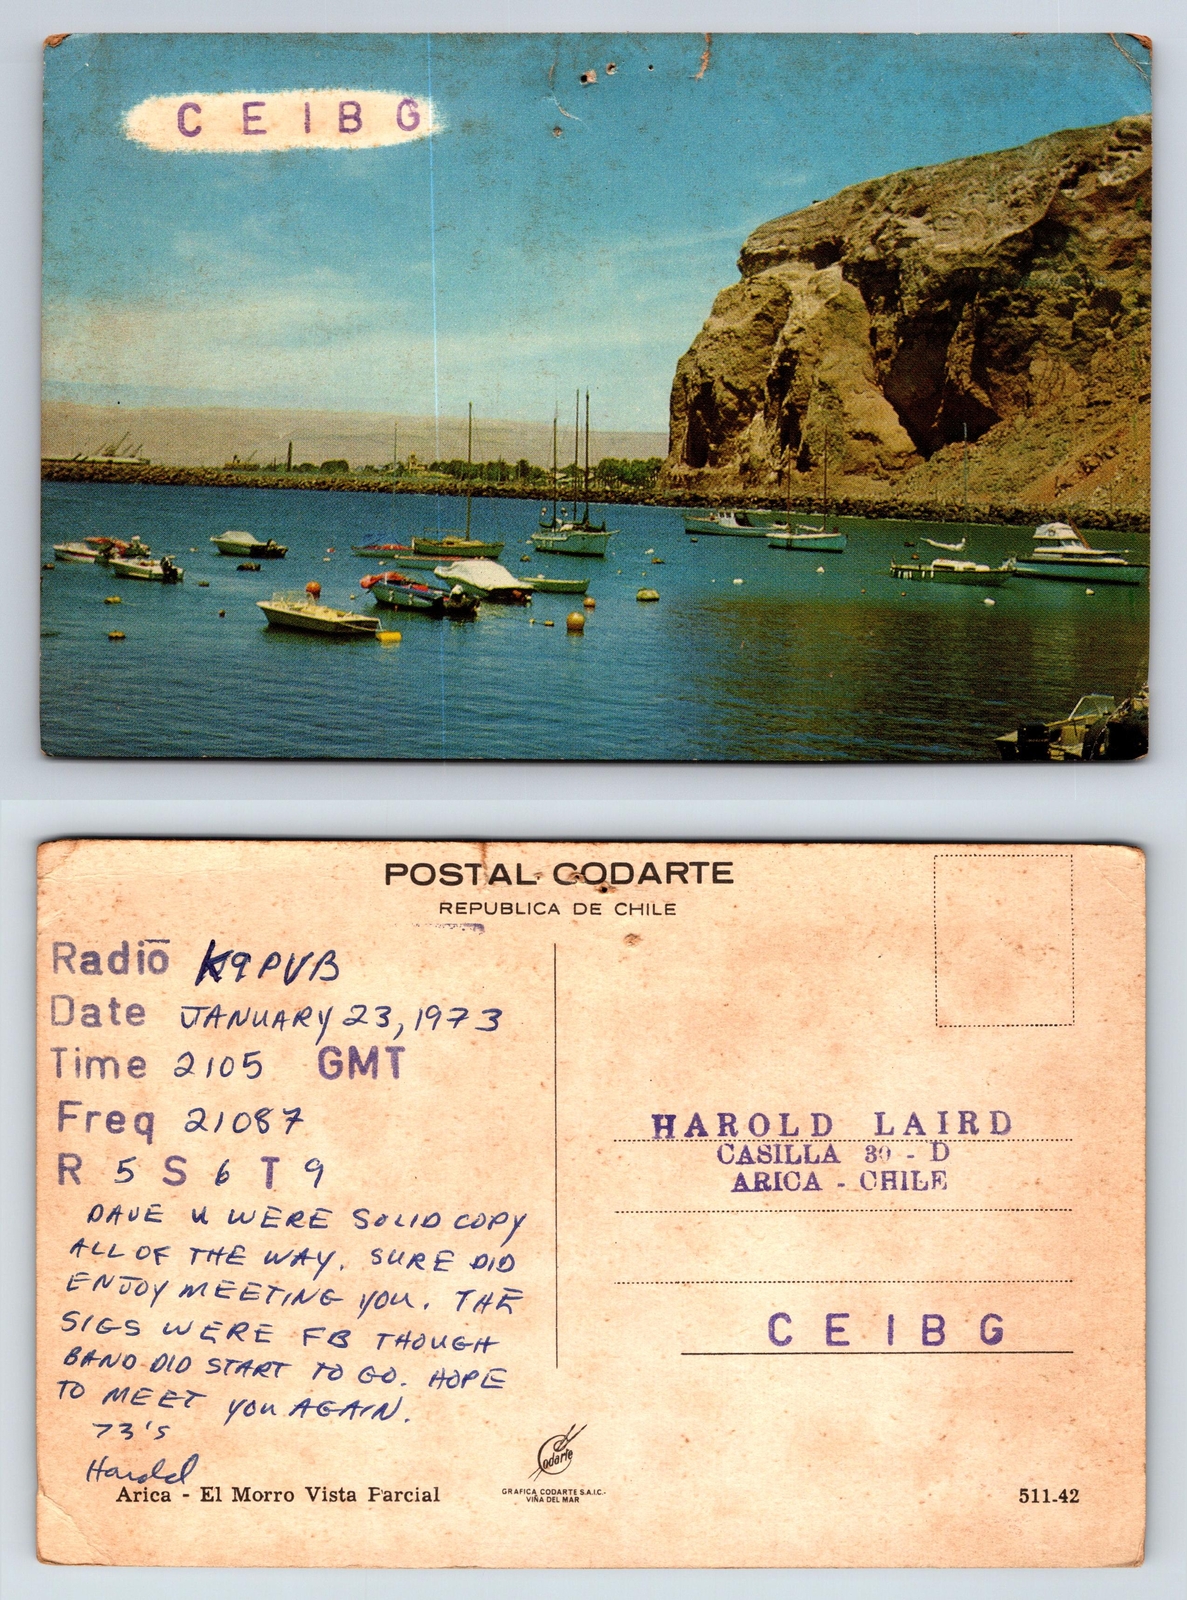 C E I B G
POSTAL CODARTE
REPUBLICA DE CHILE
Radio K9PVB
Date JANUARY 23, 1973
Time 2105 GMT
Freq 21087
R 5 S 6 T 9
DAVE U WERE SOLID COPY
ALL OF THE WAY. SURE DID
ENJOY MEETING YOU. THE
SIGS WERE FB THOUGH
BAND DID START TO GO. HOPE
TO MEET YOU AGAIN.
73'S
Harold
Arica - El Morro Vista Parcial
HAROLD LAIRD
CASILLA 30 - D
ARICA - CHILE
C E I B G
Codarte
GRAFICA CODARTE S.A.I.C.-
VIÑA DEL MAR
511-42